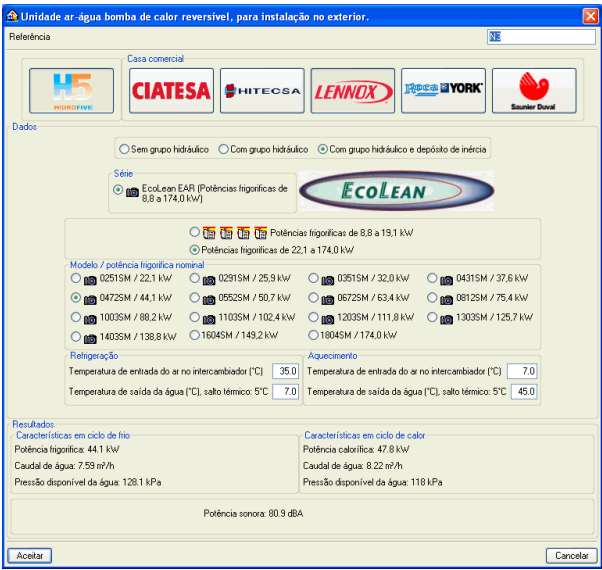 Unidade ar-água bomba de calor reversível, para instalação no exterior.
Referência
N3
Casa comercial
H5
HIDROFIVE
CIATESA
HITECSA
LENNOX
Roca YORK
Saunier Duval
Dados
Sem grupo hidráulico Com grupo hidráulico Com grupo hidráulico e depósito de inércia
Série
EcoLean EAR (Potências frigoríficas de
8,8 a 174,0 kW)
ECOLEAN
Potências frigoríficas de 8,8 a 19,1 kW
Potências frigoríficas de 22,1 a 174,0 kW
Modelo / potência frigorífica nominal
0251SM / 22,1 kW 0291SM / 25,9 kW 0351SM / 32,0 kW 0431SM / 37,6 kW
0472SM / 44,1 kW 0552SM / 50,7 kW 0672SM / 63,4 kW 0812SM / 75,4 kW
1003SM / 88,2 kW 1103SM / 102,4 kW 1203SM / 111,8 kW 1303SM / 125,7 kW
1403SM / 138,8 kW 1604SM / 149,2 kW 1804SM / 174,0 kW
Refrigeração
Temperatura de entrada do ar no intercambiador (°C) 35.0
Temperatura de saída da água (°C), salto térmico: 5°C 7.0
Aquecimento
Temperatura de entrada do ar no intercambiador (°C) 7.0
Temperatura de saída da água (°C), salto térmico: 5°C 45.0
Resultados
Características em ciclo de frio
Potência frigorífica: 44.1 kW
Caudal de água: 7.59 m³/h
Pressão disponível da água: 128.1 kPa
Características em ciclo de calor
Potência calorífica: 47.8 kW
Caudal de água: 8.22 m³/h
Pressão disponível da água: 118 kPa
Potência sonora: 80.9 dBA
Aceitar
Cancelar